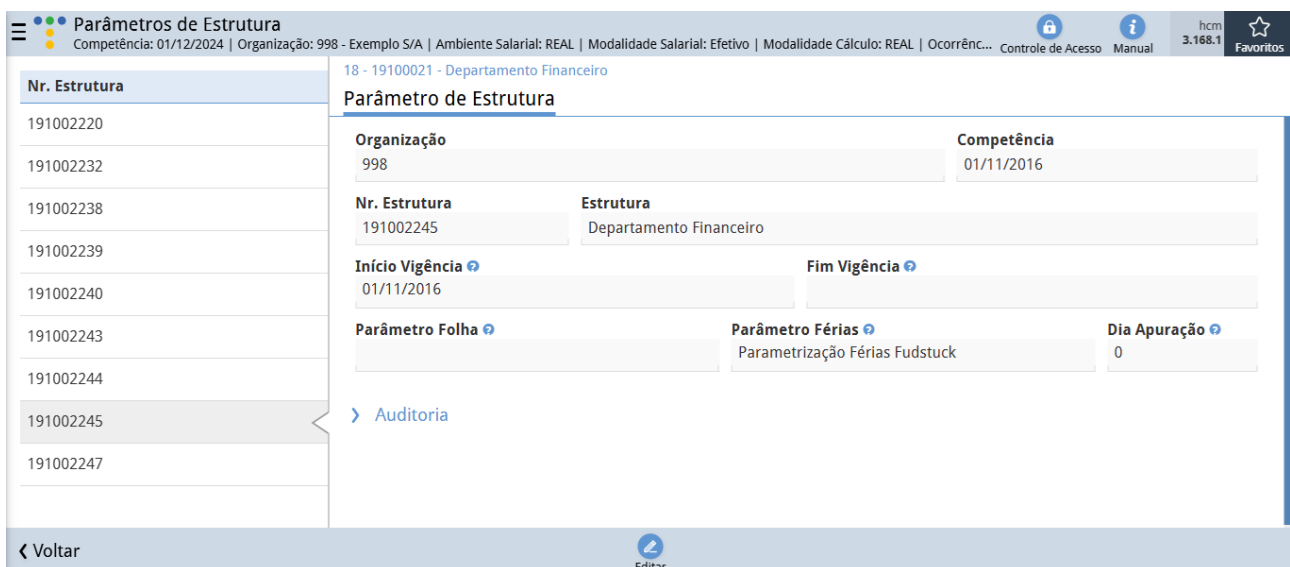 Parâmetros de Estrutura
Competência: 01/12/2024 | Organização: 998 - Exemplo S/A | Ambiente Salarial: REAL | Modalidade Salarial: Efetivo | Modalidade Cálculo: REAL | Ocorrênc...
Controle de Acesso
Manual
hcm
3.168.1
Favoritos
Nr. Estrutura
191002220
191002232
191002238
191002239
191002240
191002243
191002244
191002245
191002247
18 - 19100021 - Departamento Financeiro
Parâmetro de Estrutura
Organização Competência
998 01/11/2016
Nr. Estrutura Estrutura
191002245 Departamento Financeiro
Início Vigência Fim Vigência
01/11/2016
Parâmetro Folha Parâmetro Férias Dia Apuração
Parametrização Férias Fudstuck 0
Auditoria
Voltar
Editar